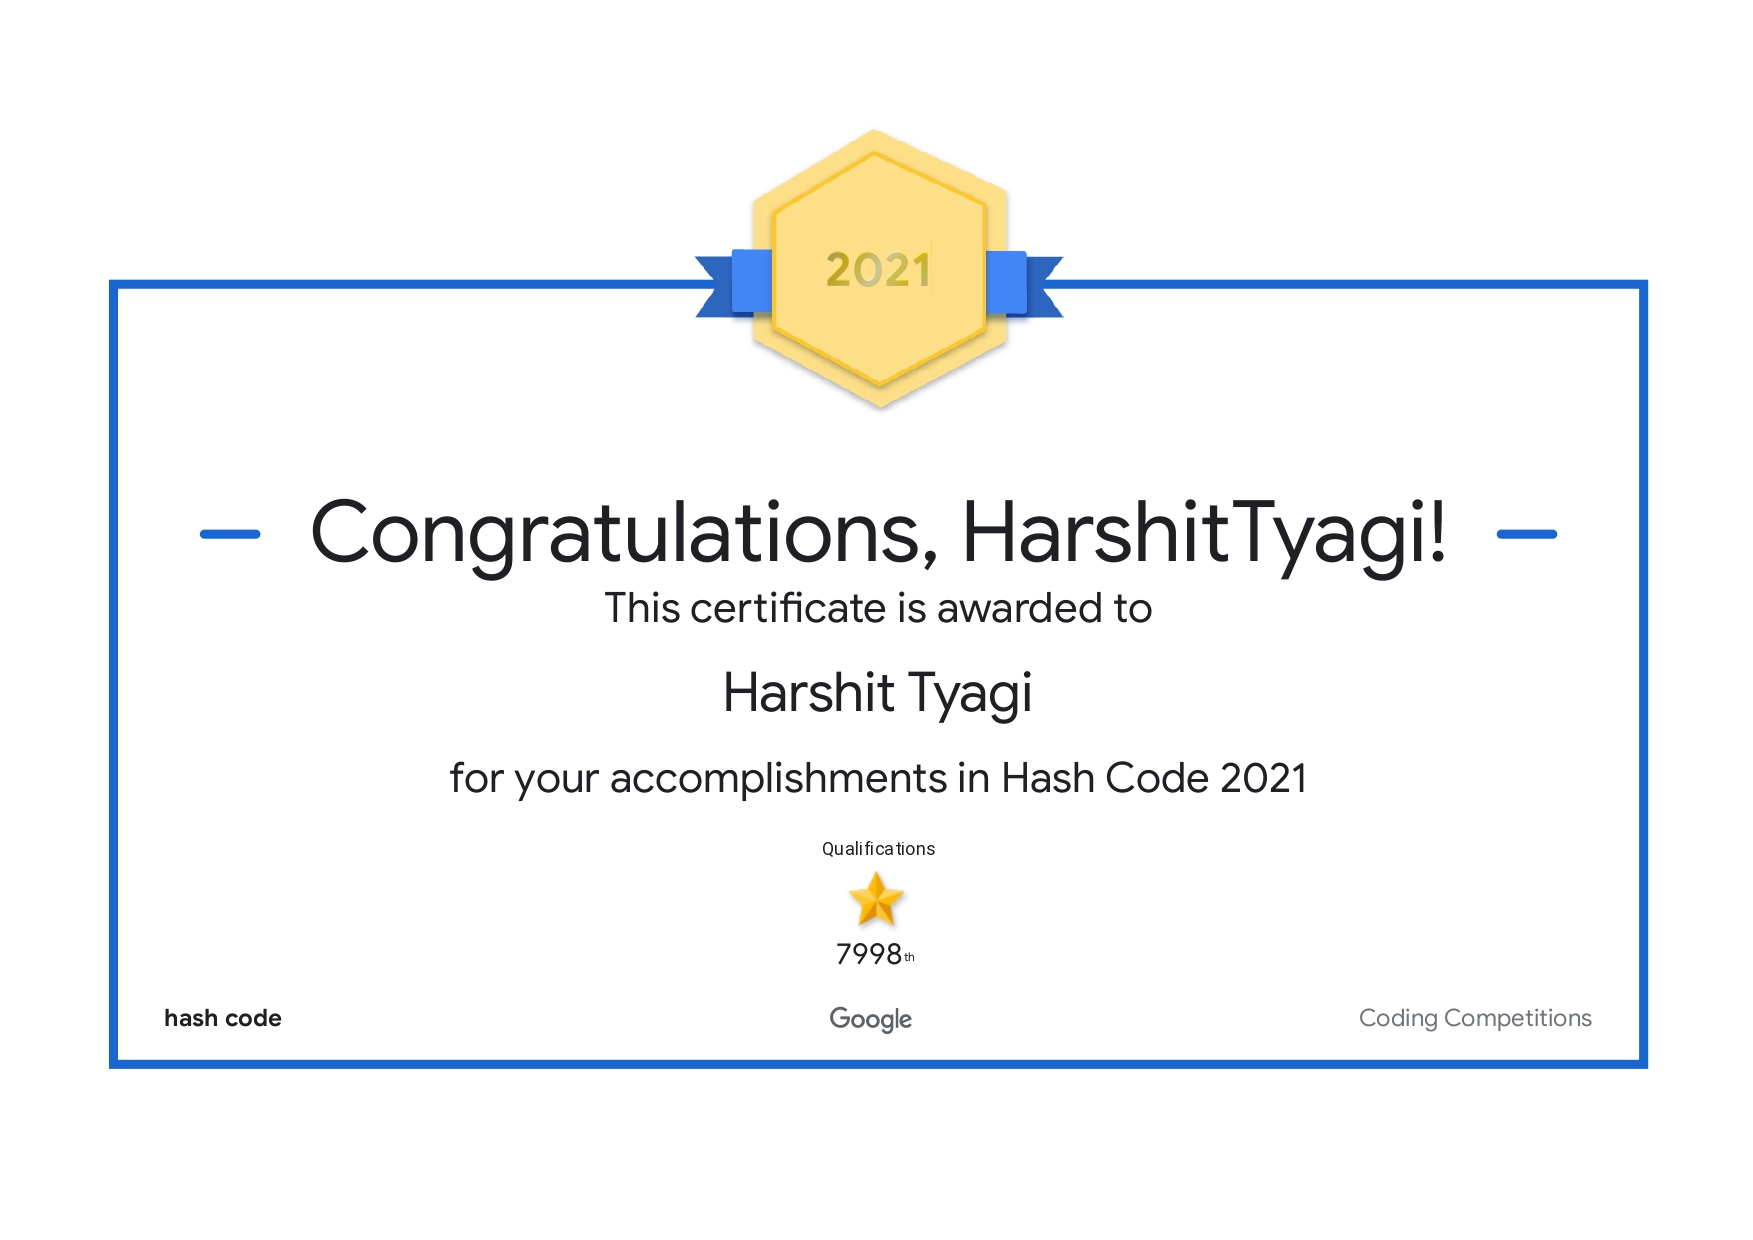 2021
Congratulations, HarshitTyagi!
This certificate is awarded to
Harshit Tyagi
for your accomplishments in Hash Code 2021
Qualifications
7998th
hash code
Google
Coding Competitions